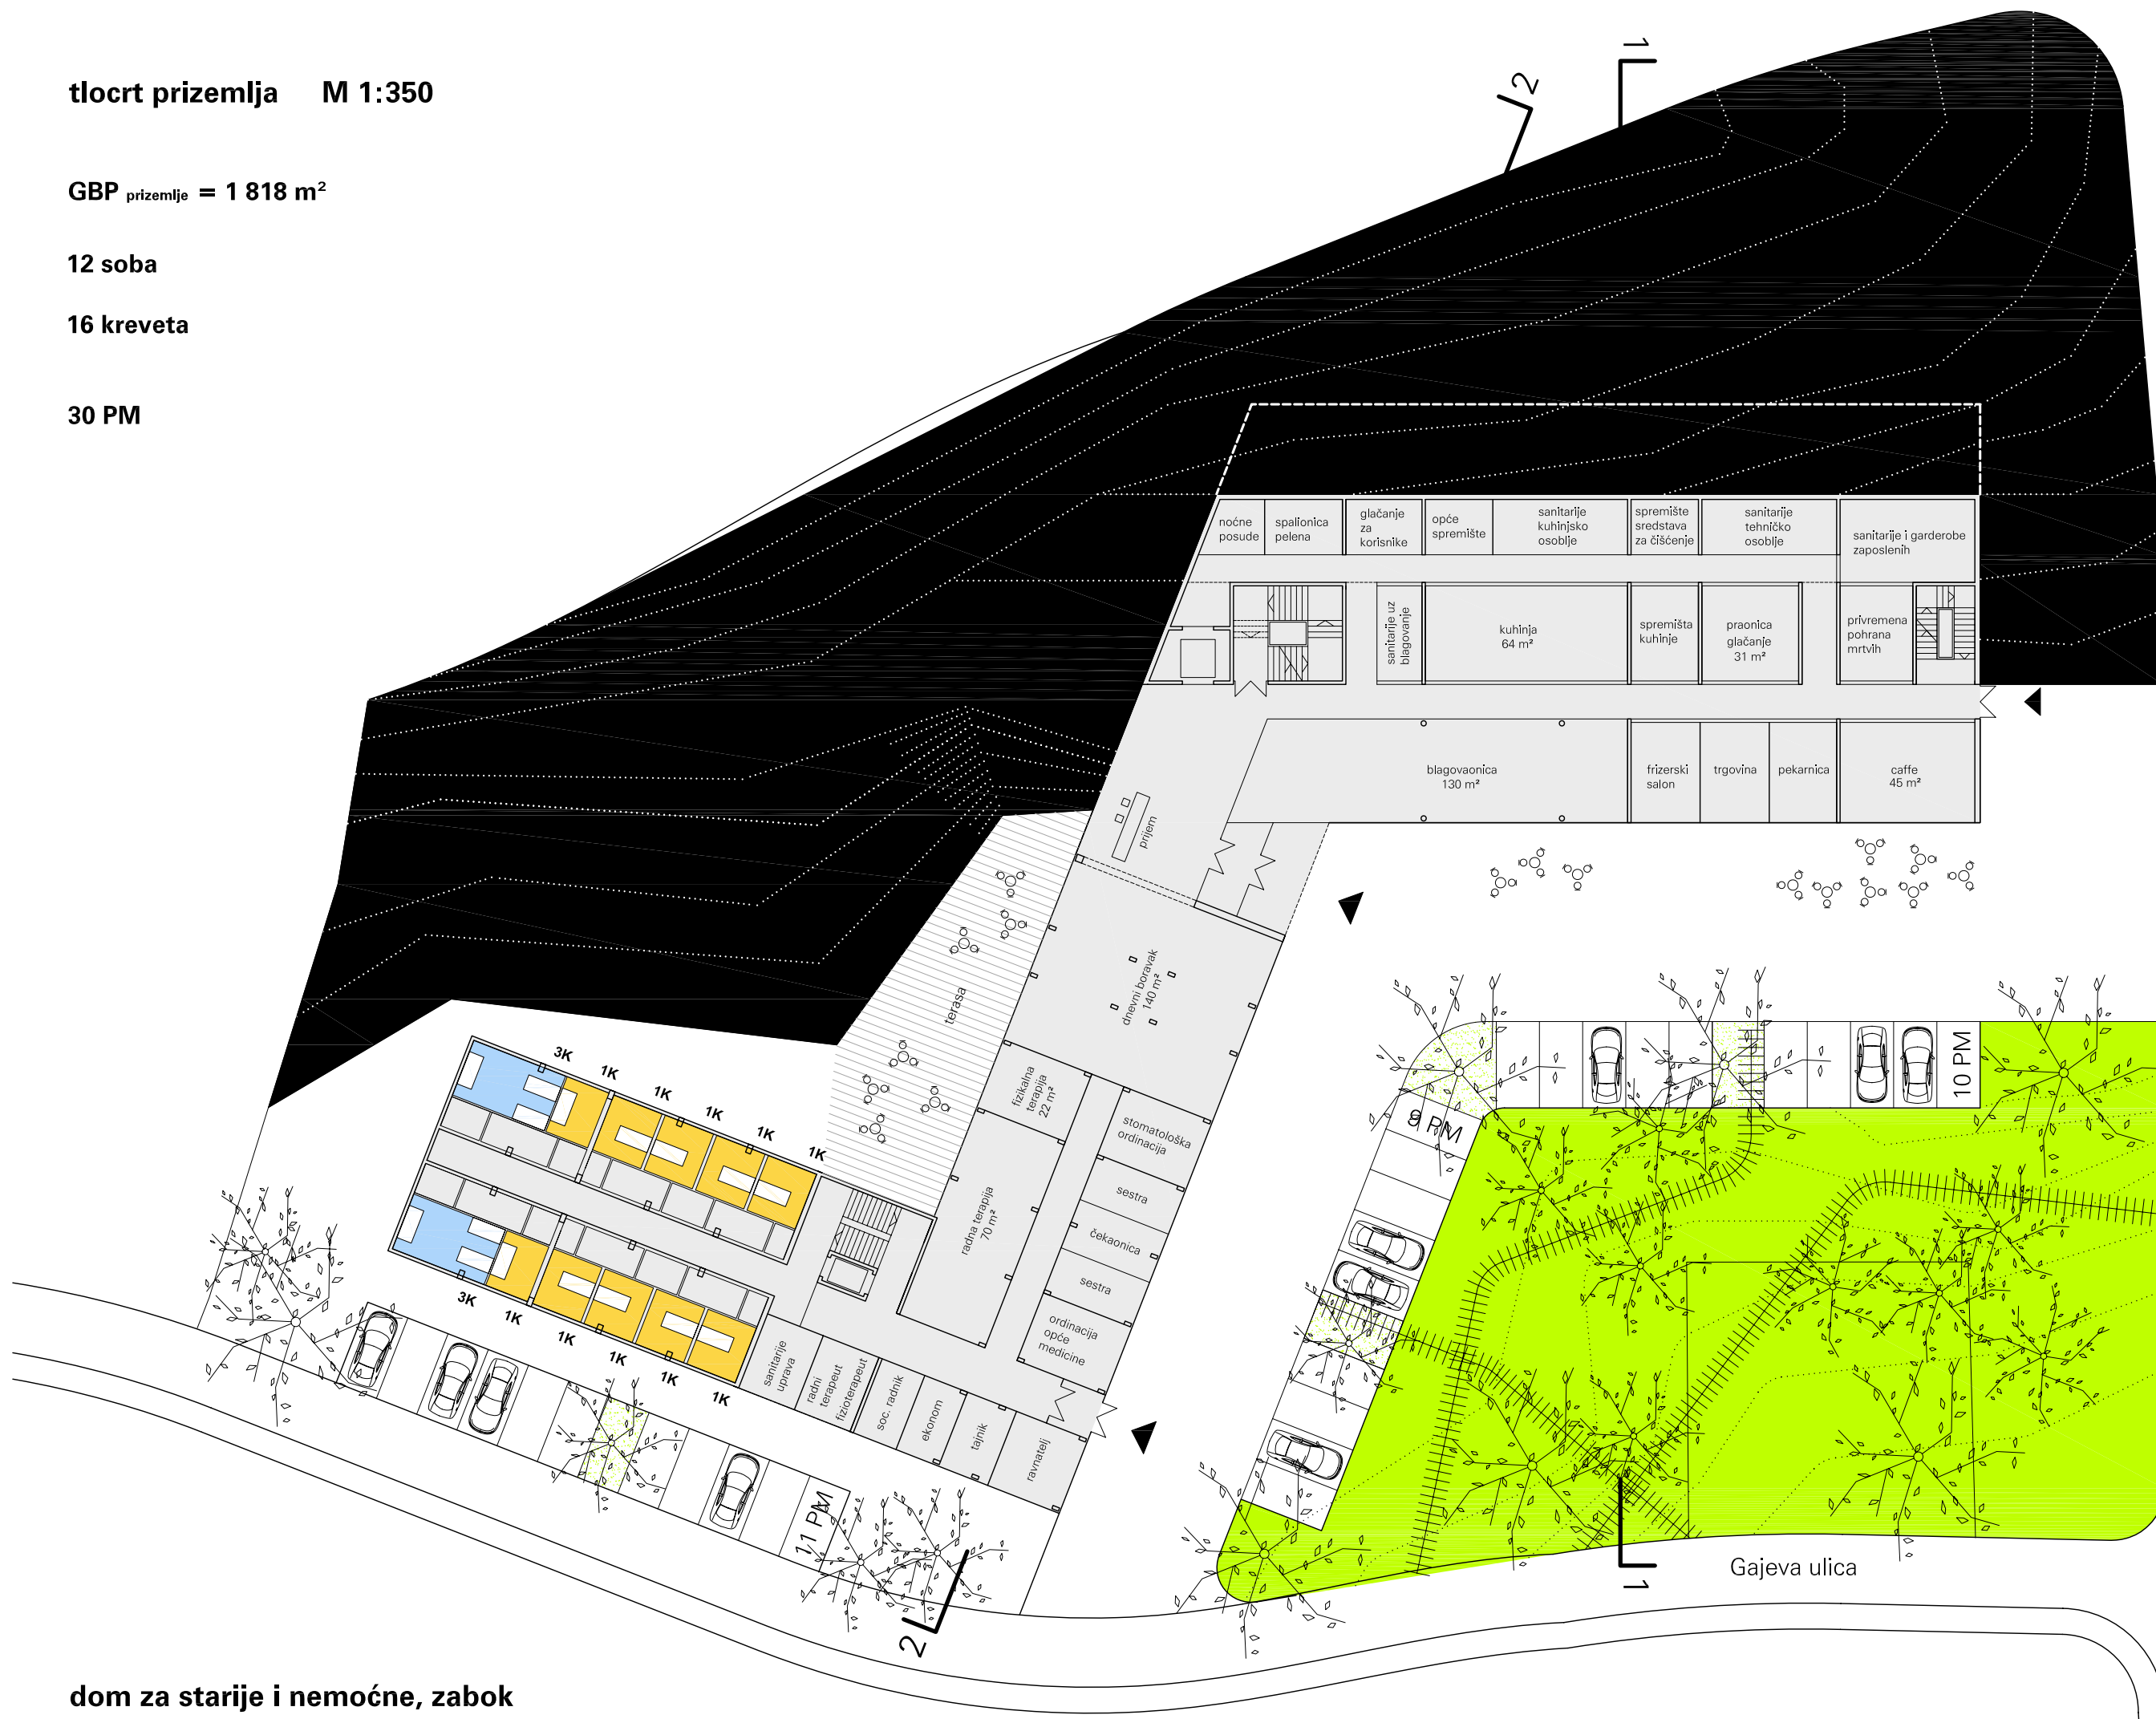 tlocrt prizemlja M 1:350
GBP prizemlje = 1 818 m²
12 soba
16 kreveta
30 PM
2
1
noćne
posude
spalionica
pelena
glačanje
za
korisnike
opće
spremište
sanitarije
kuhinjsko
osoblje
spremište
sredstava
za čišćenje
sanitarije
tehničko
osoblje
sanitarije i garderobe
zaposlenih
sanitarije uz
blagovanje
kuhinja
64 m²
spremišta
kuhinje
praonica
glačanje
31 m²
privremena
pohrana
mrtvih
blagovaonica
130 m²
frizerski
salon
trgovina
pekarnica
caffe
45 m²
prijem
dnevni boravak
140 m²
terasa
fizikalna
terapija
22 m²
stomatološka
ordinacija
sestra
čekaonica
sestra
ordinacija
opće
medicine
radna terapija
70 m²
3K
1K
1K
1K
1K
1K
3K
1K
1K
1K
1K
1K
sanitarije
uprava
radni
terapeut
fizioterapeut
soc. radnik
ekonom
tajnik
ravnatelj
10 PM
9 PM
11 PM
2
1
Gajeva ulica
dom za starije i nemoćne, zabok